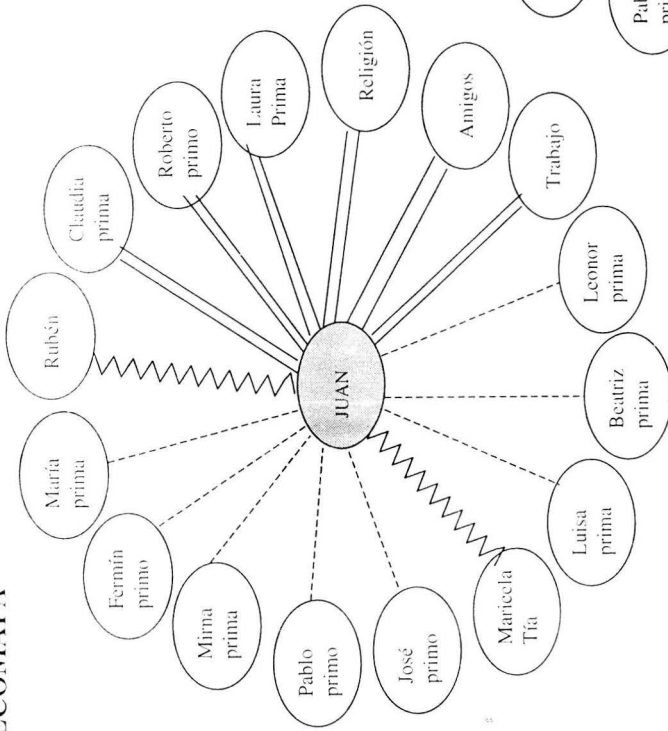 ECOMAPA
Rubén
Claudia
prima
Roberto
primo
Laura
Prima
Religión
Amigos
Trabajo
Leonor
prima
Beatriz
prima
Luisa
prima
Maricela
Tía
José
primo
Pablo
primo
Mirna
prima
Fermín
primo
María
prima
JUAN